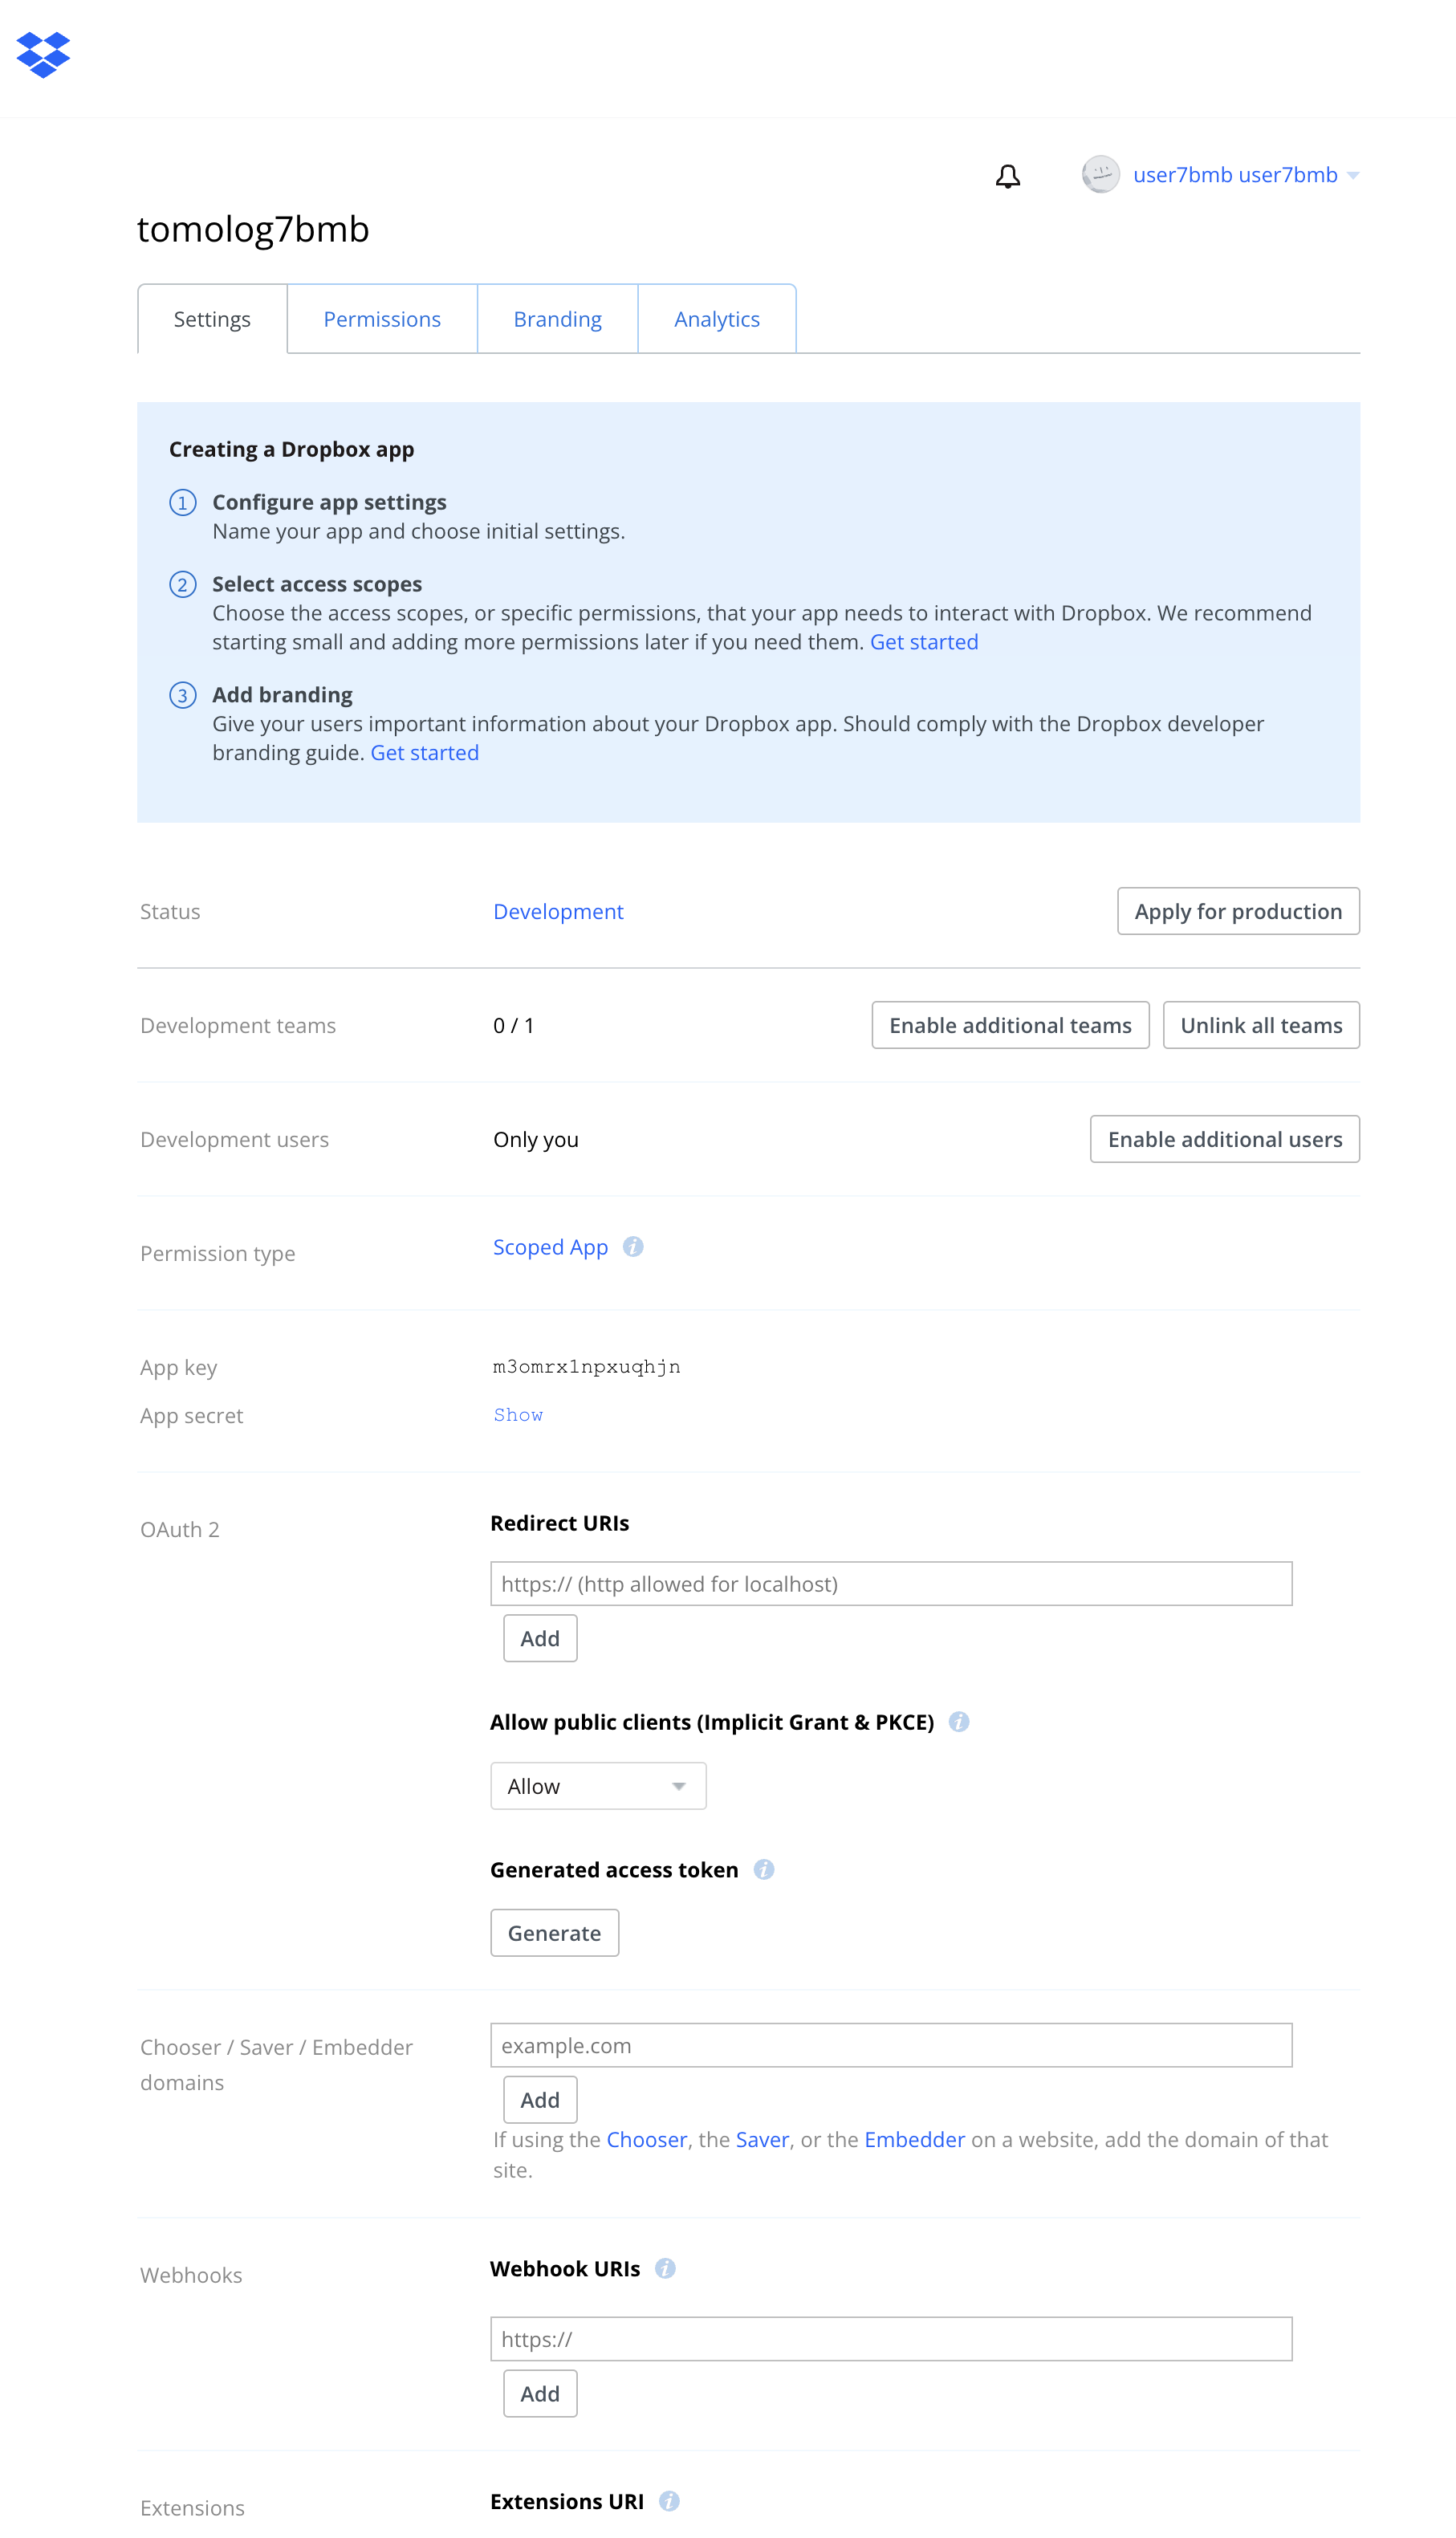 user7bmb user7bmb
tomolog7bmb
Settings
Permissions
Branding
Analytics
Creating a Dropbox app
1 Configure app settings
Name your app and choose initial settings.
2 Select access scopes
Choose the access scopes, or specific permissions, that your app needs to interact with Dropbox. We recommend
starting small and adding more permissions later if you need them. Get started
3 Add branding
Give your users important information about your Dropbox app. Should comply with the Dropbox developer
branding guide. Get started
Status
Development
Apply for production
Development teams
0 / 1
Enable additional teams
Unlink all teams
Development users
Only you
Enable additional users
Permission type
Scoped App
App key
m3omrx1npxuqhjn
App secret
Show
OAuth 2
Redirect URIs
https:// (http allowed for localhost)
Add
Allow public clients (Implicit Grant & PKCE)
Allow
Generated access token
Generate
Chooser / Saver / Embedder
domains
example.com
Add
If using the Chooser, the Saver, or the Embedder on a website, add the domain of that
site.
Webhooks
Webhook URIs
https://
Add
Extensions
Extensions URI